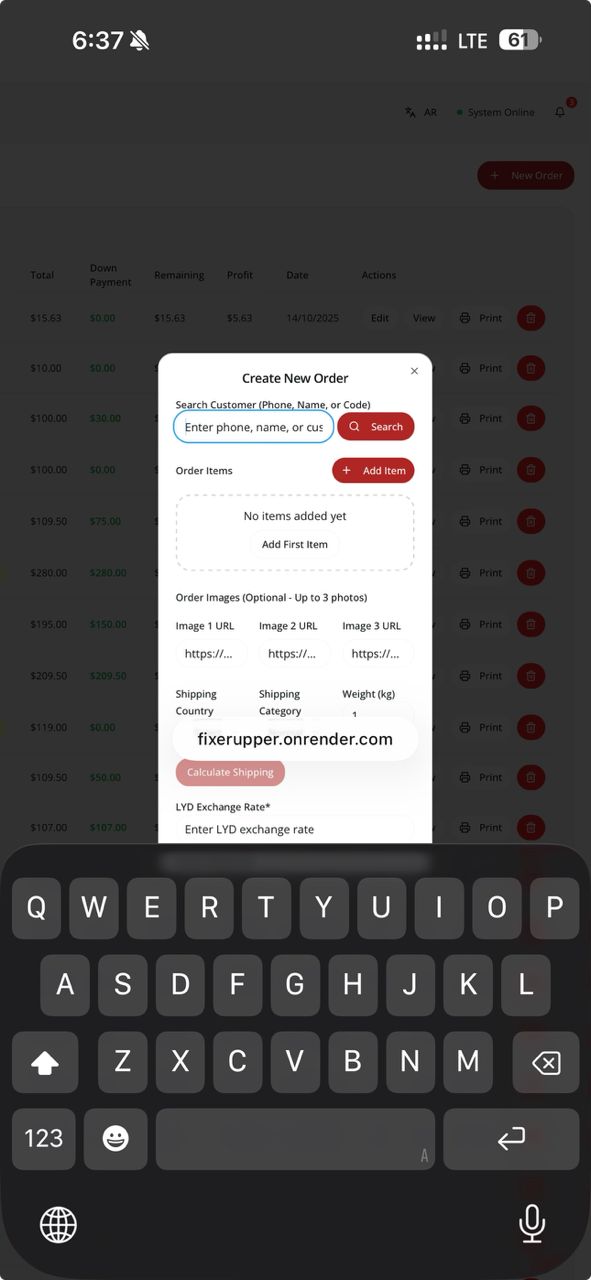 6:37
LTE 61
AR System Online 3
+ New Order
Total Down Payment Remaining Profit Date Actions
$15.63 $0.00 $15.63 $5.63 14/10/2025 Edit View Print
$10.00 $0.00 Print
$100.00 $30.00 Print
$100.00 $0.00 Print
$109.50 $75.00 Print
$280.00 $280.00 Print
$195.00 $150.00 Print
$209.50 $209.50 Print
$119.00 $0.00 Print
$109.50 $50.00 Print
$107.00 $107.00 Print
Create New Order ×
Search Customer (Phone, Name, or Code)
Enter phone, name, or cus Search
Order Items + Add Item
No items added yet
Add First Item
Order Images (Optional - Up to 3 photos)
Image 1 URL Image 2 URL Image 3 URL
https://... https://... https://...
Shipping Country Shipping Category Weight (kg)
1
fixerupper.onrender.com
Calculate Shipping
LYD Exchange Rate*
Enter LYD exchange rate
Q W E R T Y U I O P
A S D F G H J K L
Z X C V B N M
123
A